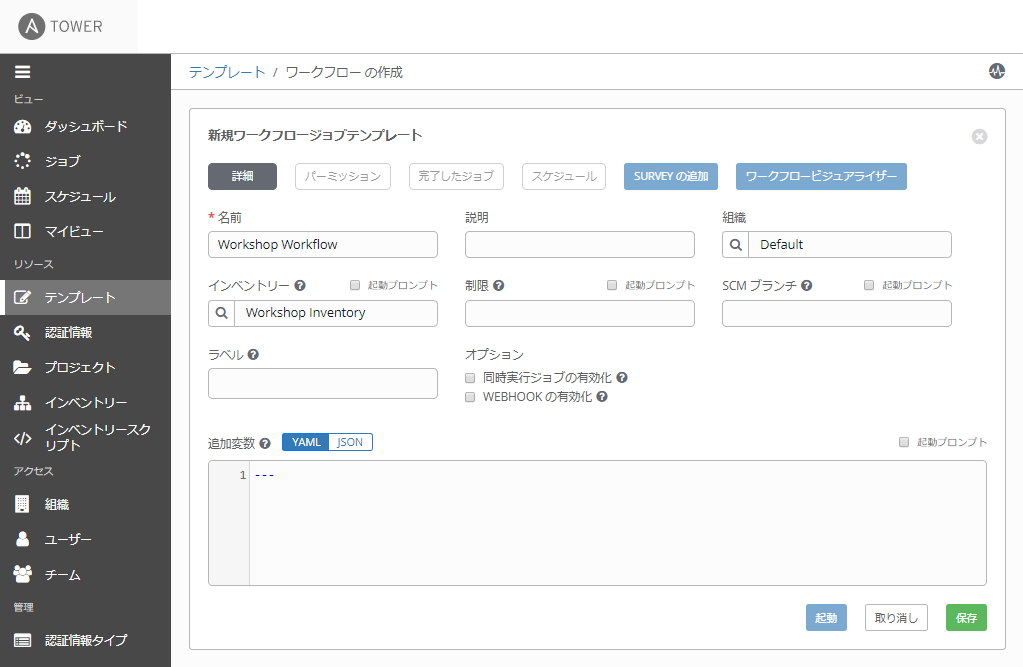 A TOWER
ビュー
ダッシュボード
ジョブ
スケジュール
マイビュー
リソース
テンプレート
認証情報
プロジェクト
インベントリー
インベントリースク
リプト
アクセス
組織
ユーザー
チーム
管理
認証情報タイプ
テンプレート / ワークフロー の作成
新規ワークフロージョブテンプレート
詳細 パーミッション 完了したジョブ スケジュール SURVEY の追加 ワークフロービジュアライザー
* 名前 説明 組織
Workshop Workflow Default
インベントリー ? 起動プロンプト 制限 ? 起動プロンプト SCM ブランチ ? 起動プロンプト
Workshop Inventory
ラベル ? オプション
同時実行ジョブの有効化 ?
WEBHOOK の有効化 ?
追加変数 ? YAML JSON 起動プロンプト
1 ---
起動 取り消し 保存